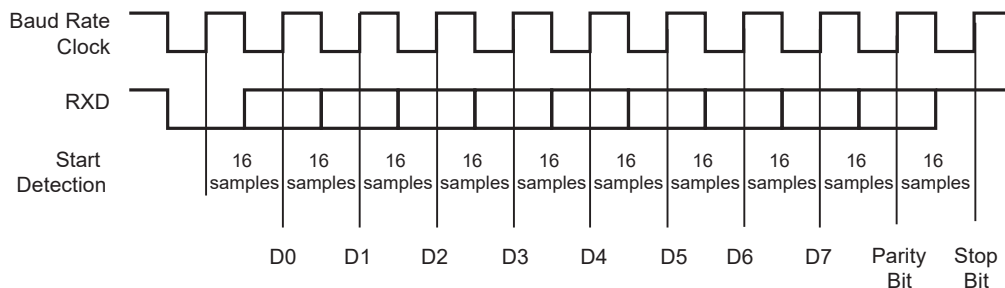 Baud Rate
Clock
RXD
Start
Detection
16 16 16 16 16 16 16 16 16 16
samples samples samples samples samples samples samples samples samples samples
D0 D1 D2 D3 D4 D5 D6 D7 Parity Stop
Bit Bit